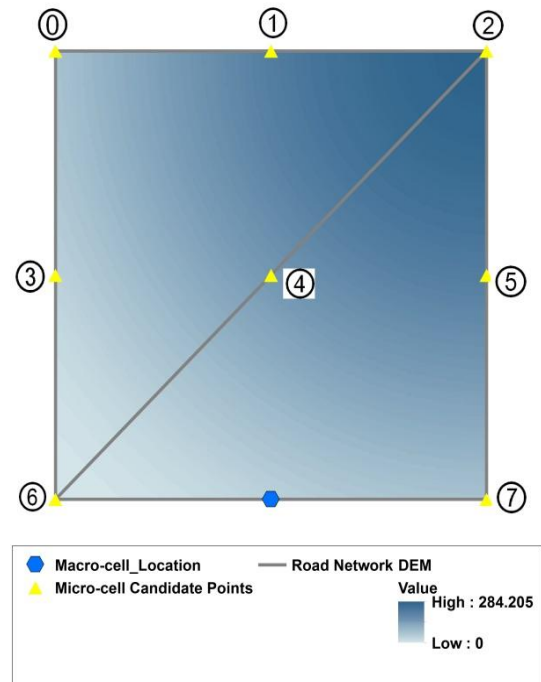 0 1 2
3 4 5
6 7
Macro-cell_Location Road Network DEM
Micro-cell Candidate Points Value
High : 284.205
Low : 0